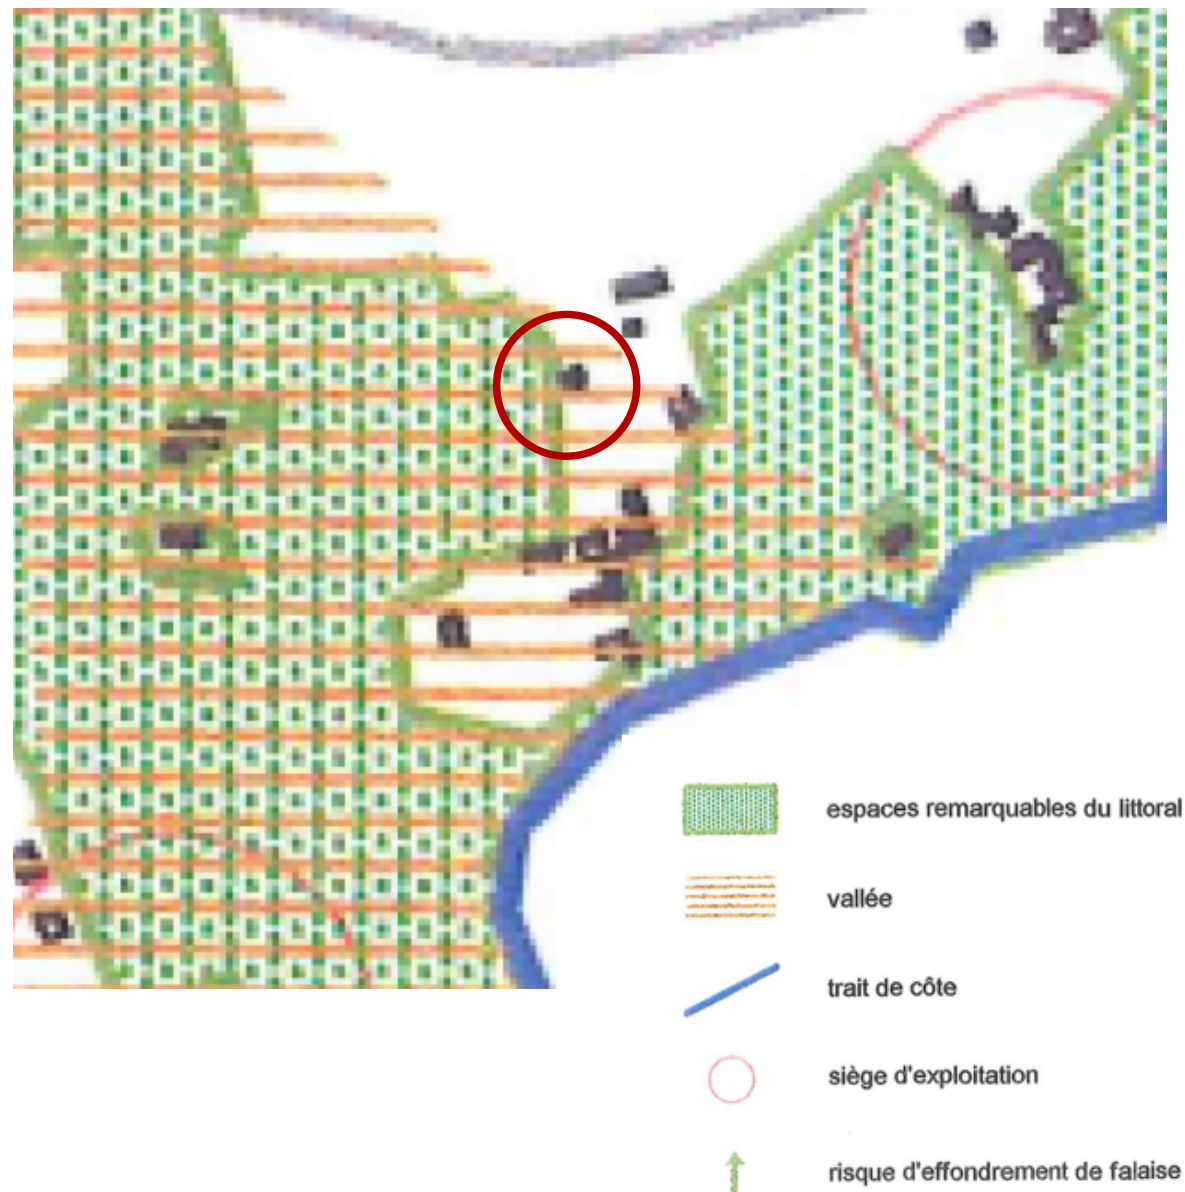 espaces remarquables du littoral
vallée
trait de côte
siège d'exploitation
risque d'effondrement de falaise